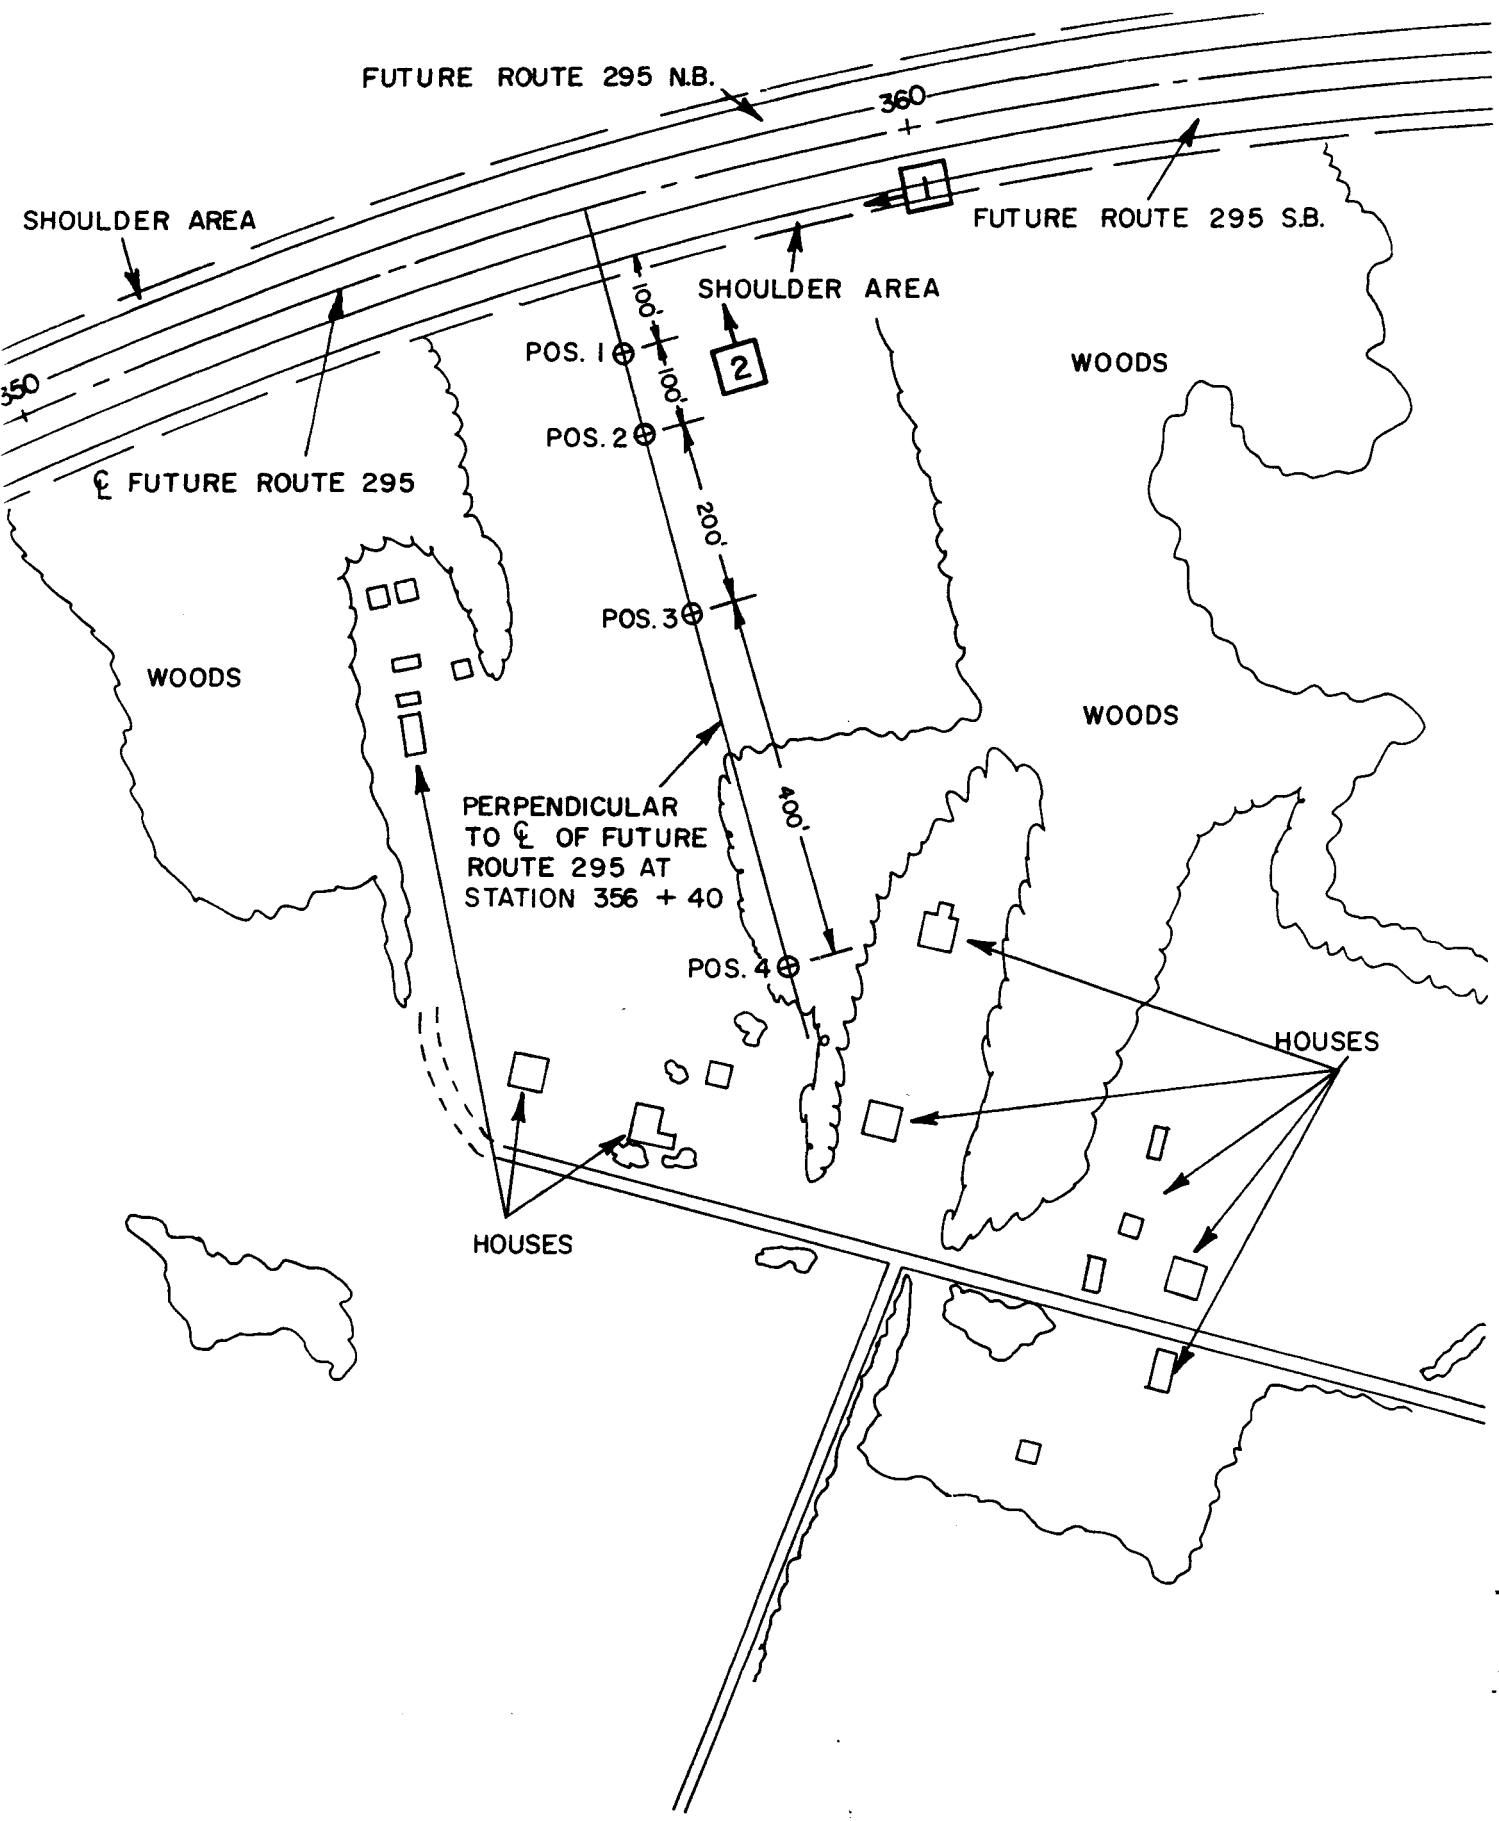 FUTURE ROUTE 295 N.B.
360
1
SHOULDER AREA
FUTURE ROUTE 295 S.B.
SHOULDER AREA
100'
POS. 1
2
WOODS
100'
350
POS. 2
℄ FUTURE ROUTE 295
200'
POS. 3
WOODS
WOODS
400'
PERPENDICULAR
TO ℄ OF FUTURE
ROUTE 295 AT
STATION 356 + 40
POS. 4
HOUSES
HOUSES